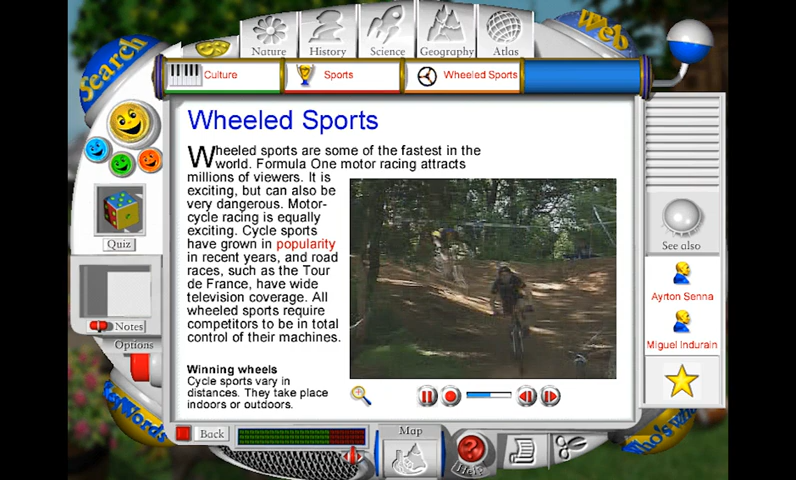 Search
Nature
History
Science
Geography
Atlas
Web
Culture
Sports
Wheeled Sports
Wheeled Sports
Wheeled sports are some of the fastest in the
world. Formula One motor racing attracts
millions of viewers. It is
exciting, but can also be
very dangerous. Motor-
cycle racing is equally
exciting. Cycle sports
have grown in popularity
in recent years, and road
races, such as the Tour
de France, have wide
television coverage. All
wheeled sports require
competitors to be in total
control of their machines.
Winning wheels
Cycle sports vary in
distances. They take place
indoors or outdoors.
Quiz
Notes
Options
See also
Ayrton Senna
Miguel Indurain
Back
Map
Help
Who's who